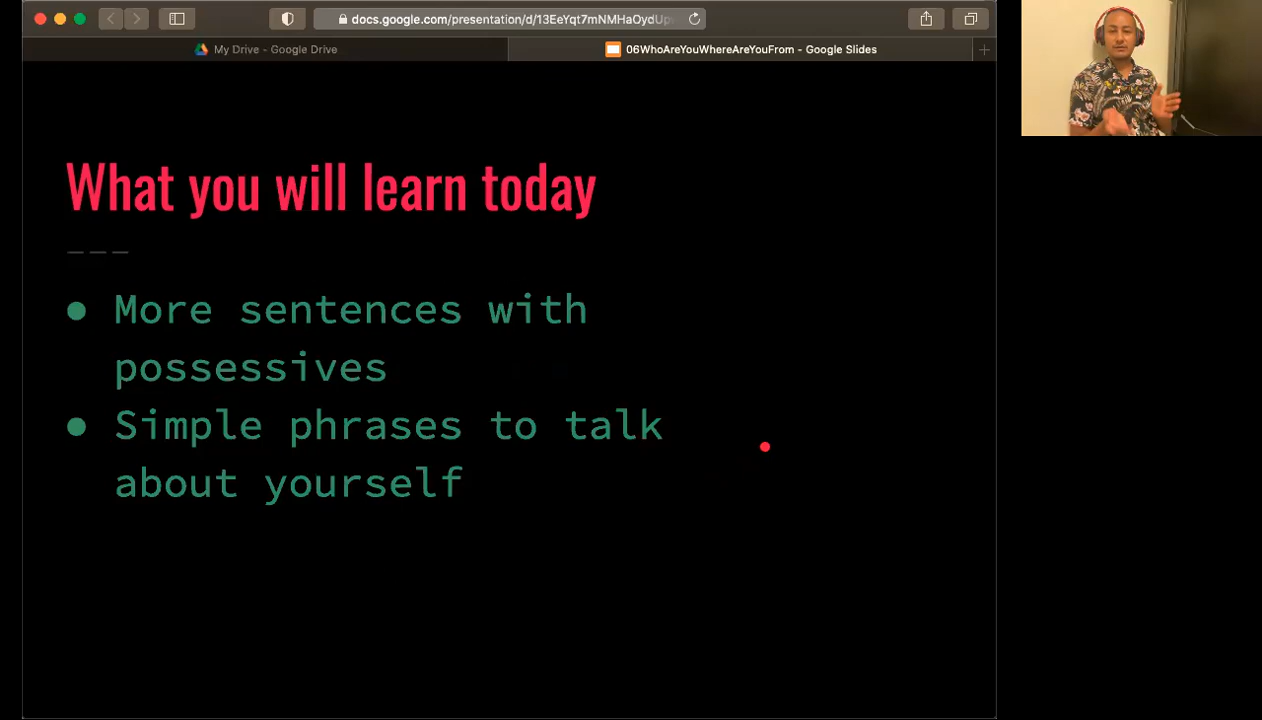 docs.google.com/presentation/d/13EeYqt7mNMHaOydUpv
My Drive – Google Drive
06WhoAreYouWhereAreYouFrom - Google Slides
What you will learn today
● More sentences with
possessives
● Simple phrases to talk
about yourself